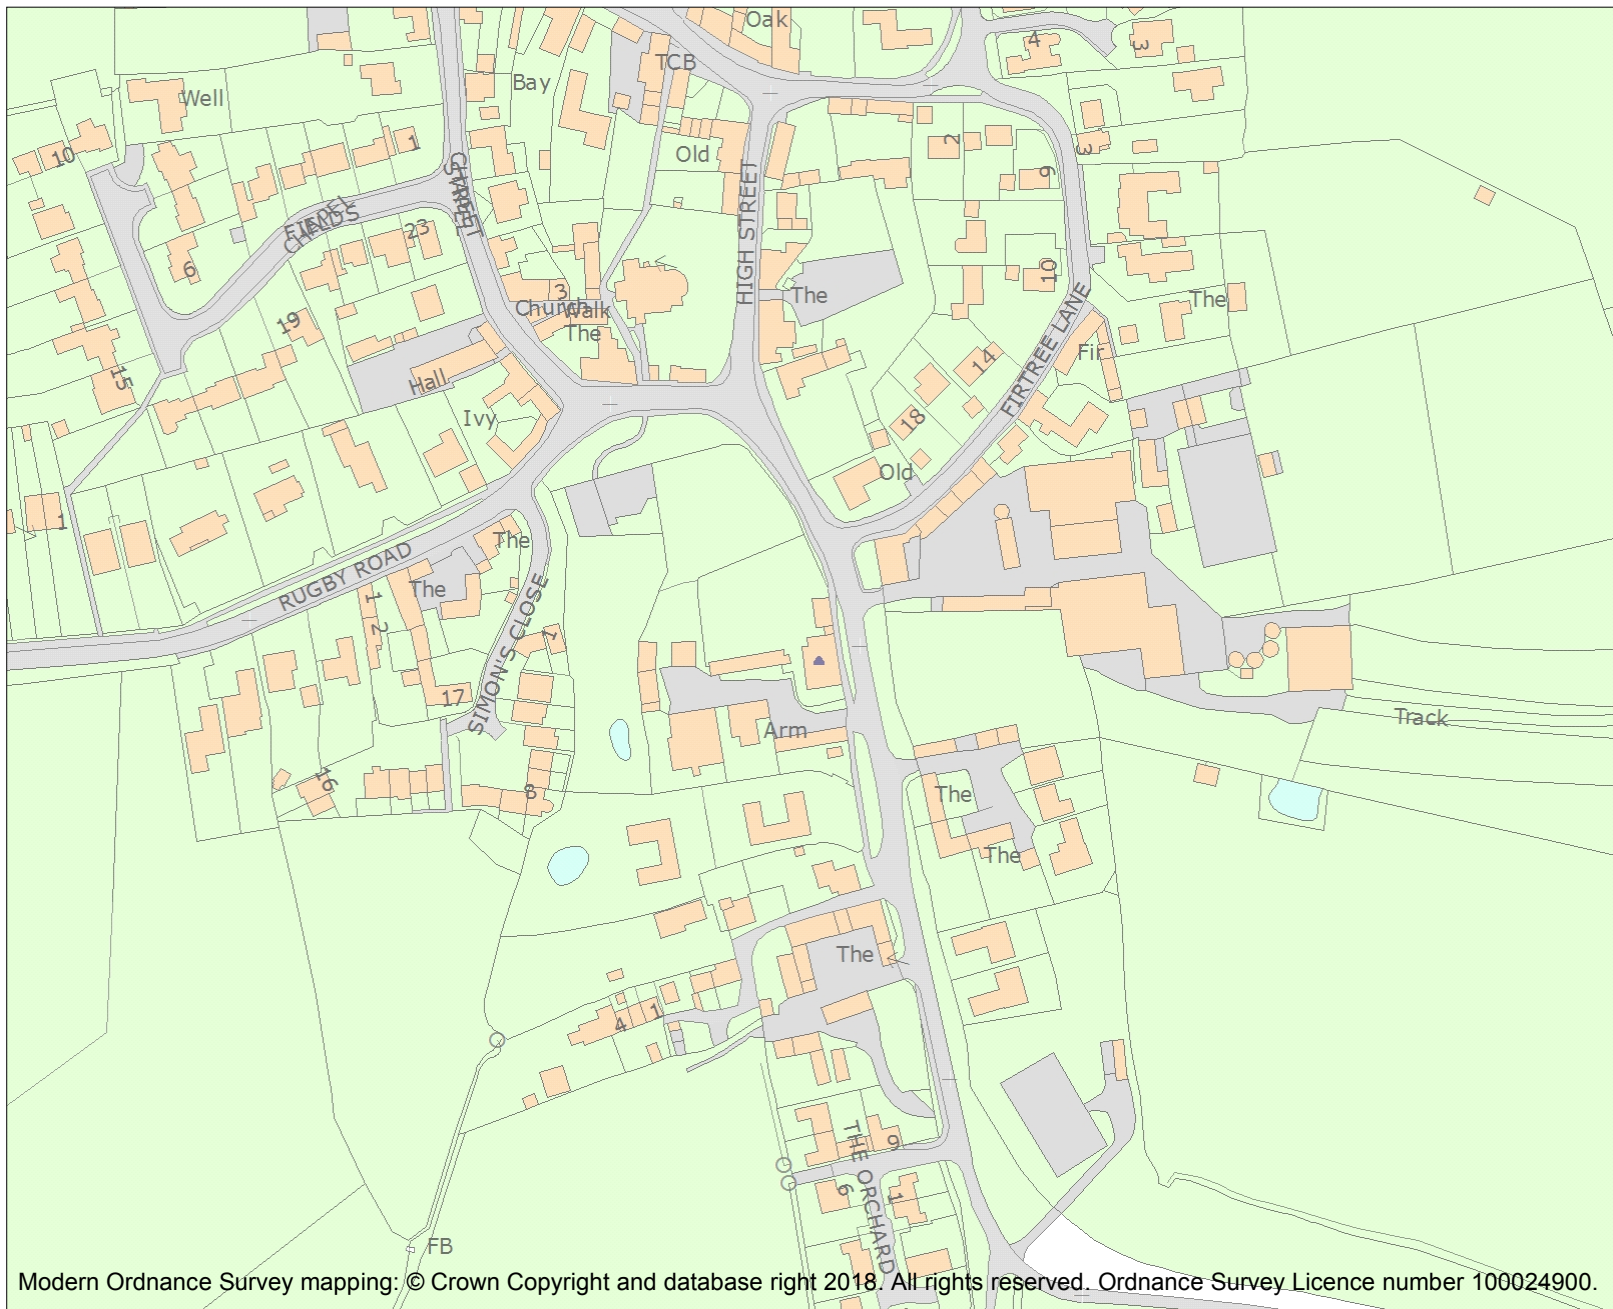 Oak
4
3
TCB
Bay
Well
10
1
Old
2
3
9
CHAPEL STREET
HIGH STREET
CHAPEL FIELDS
23
6
10
The
The
3
Church Walk
The
19
Fir
14
FIRTREE LANE
15
Hall
Ivy
18
Old
1
The
RUGBY ROAD
The
1
2
1
SIMON'S CLOSE
17
Arm
Track
16
8
The
The
The
4
1
THE ORCHARD
9
6
1
FB
Modern Ordnance Survey mapping: © Crown Copyright and database right 2018. All rights reserved. Ordnance Survey Licence number 100024900.